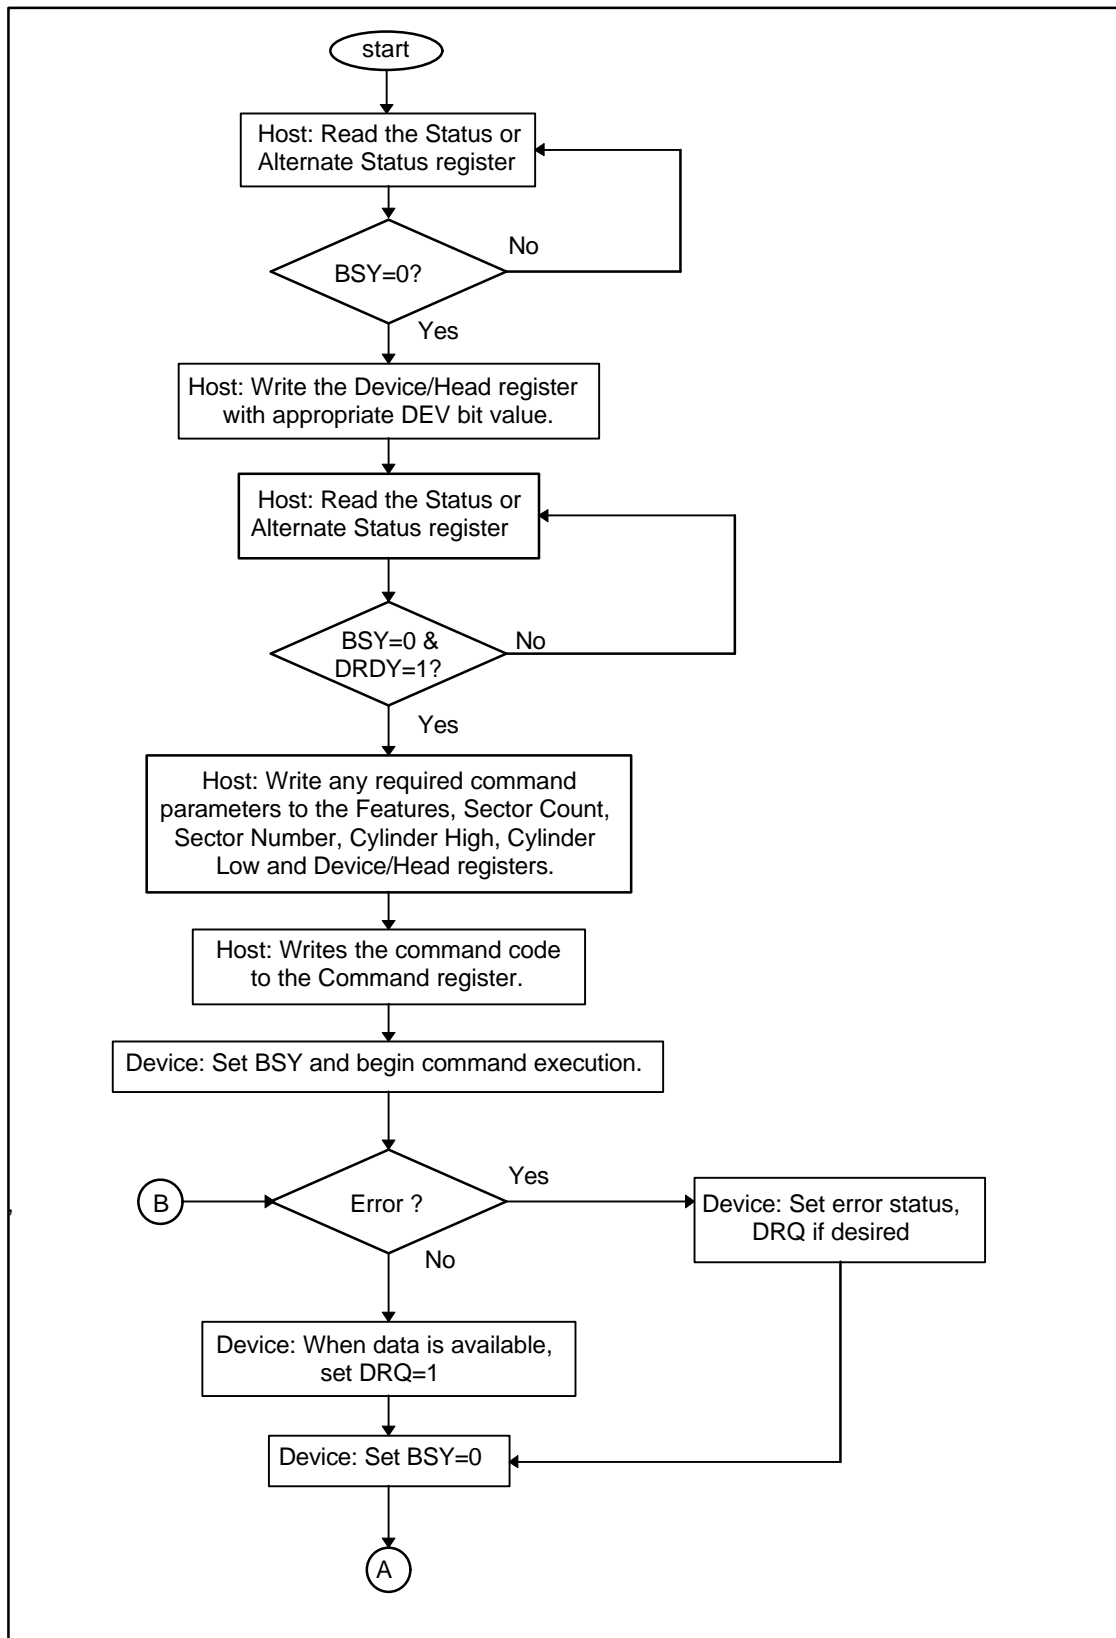 start
Host: Read the Status or
Alternate Status register
No
BSY=0?
Yes
Host: Write the Device/Head register
with appropriate DEV bit value.
Host: Read the Status or
Alternate Status register
BSY=0 &
DRDY=1?
No
Yes
Host: Write any required command
parameters to the Features, Sector Count,
Sector Number, Cylinder High, Cylinder
Low and Device/Head registers.
Host: Writes the command code
to the Command register.
Device: Set BSY and begin command execution.
Yes
B
Error ?
Device: Set error status,
DRQ if desired
,
No
Device: When data is available,
set DRQ=1
Device: Set BSY=0
A